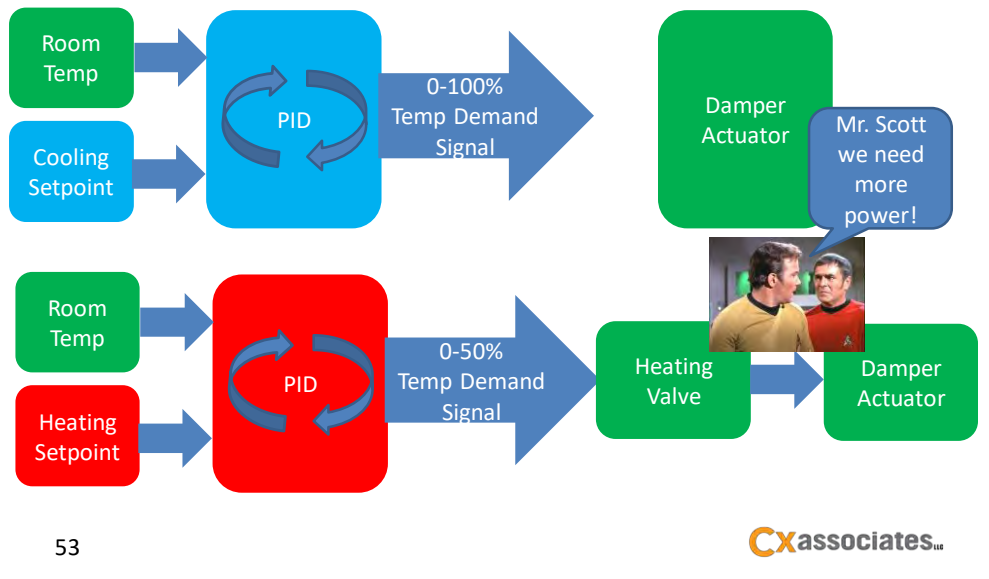 Room
Temp
Cooling
Setpoint
PID
0-100%
Temp Demand
Signal
Damper
Actuator
Mr. Scott
we need
more
power!
Room
Temp
Heating
Setpoint
PID
0-50%
Temp Demand
Signal
Heating
Valve
Damper
Actuator
53
Cxassociates LLC